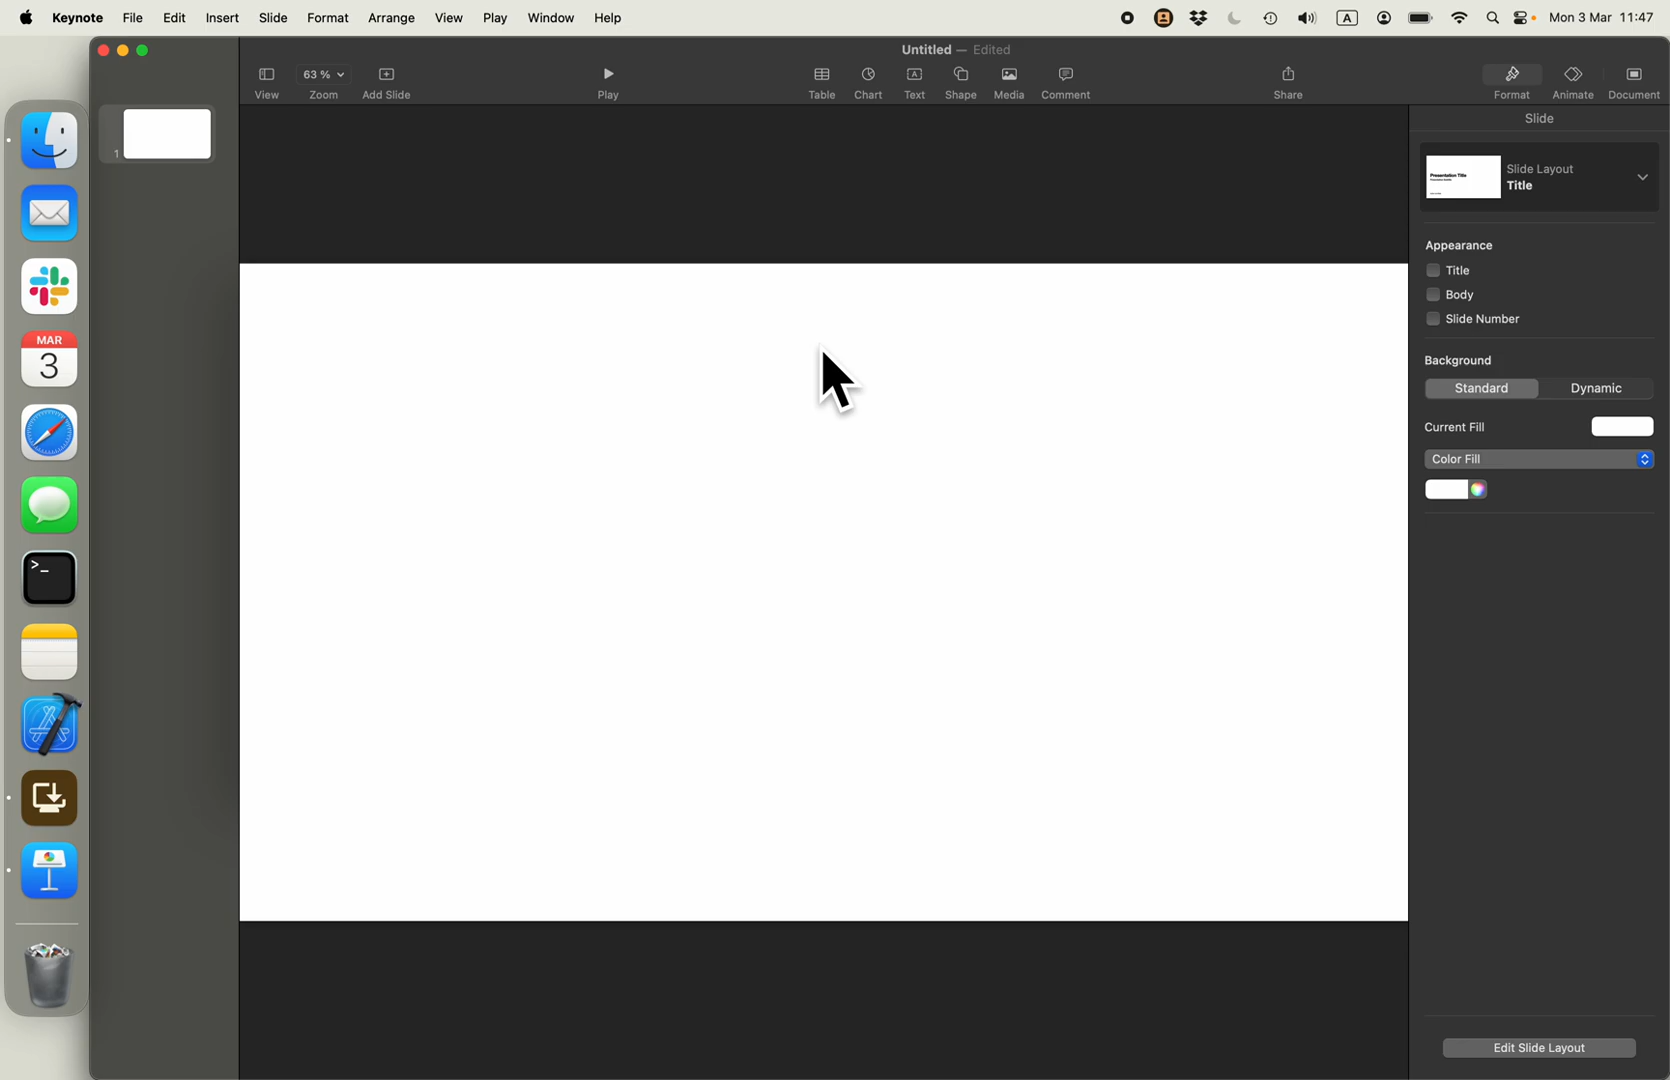 Keynote File Edit Insert Slide Format Arrange View Play Window Help A Mon 3 Mar 11:47
Untitled — Edited
63 %
View Zoom Add Slide Play Table Chart Text Shape Media Comment Share Format Animate Document
Slide
1
Presentation Title
Slide Layout
Title
Appearance
Title
Body
Slide Number
Background
Standard Dynamic
Current Fill
Color Fill
MAR
3
>_
Edit Slide Layout